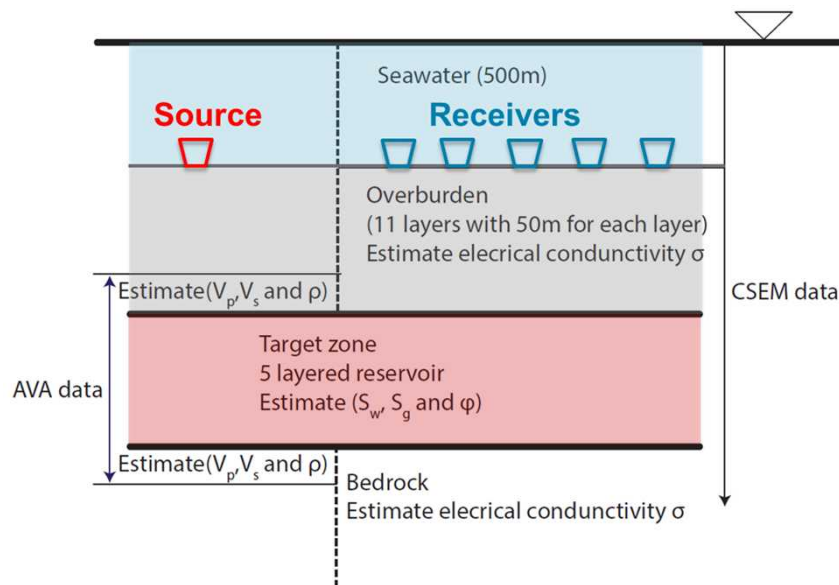 Seawater (500m)
Source
Receivers
Overburden
(11 layers with 50m for each layer)
Estimate elecrical condunctivity σ
Estimate(Vp,Vs and ρ)
CSEM data
Target zone
5 layered reservoir
Estimate (Sw, Sg and φ)
AVA data
Estimate(Vp,Vs and ρ)
Bedrock
Estimate elecrical condunctivity σ